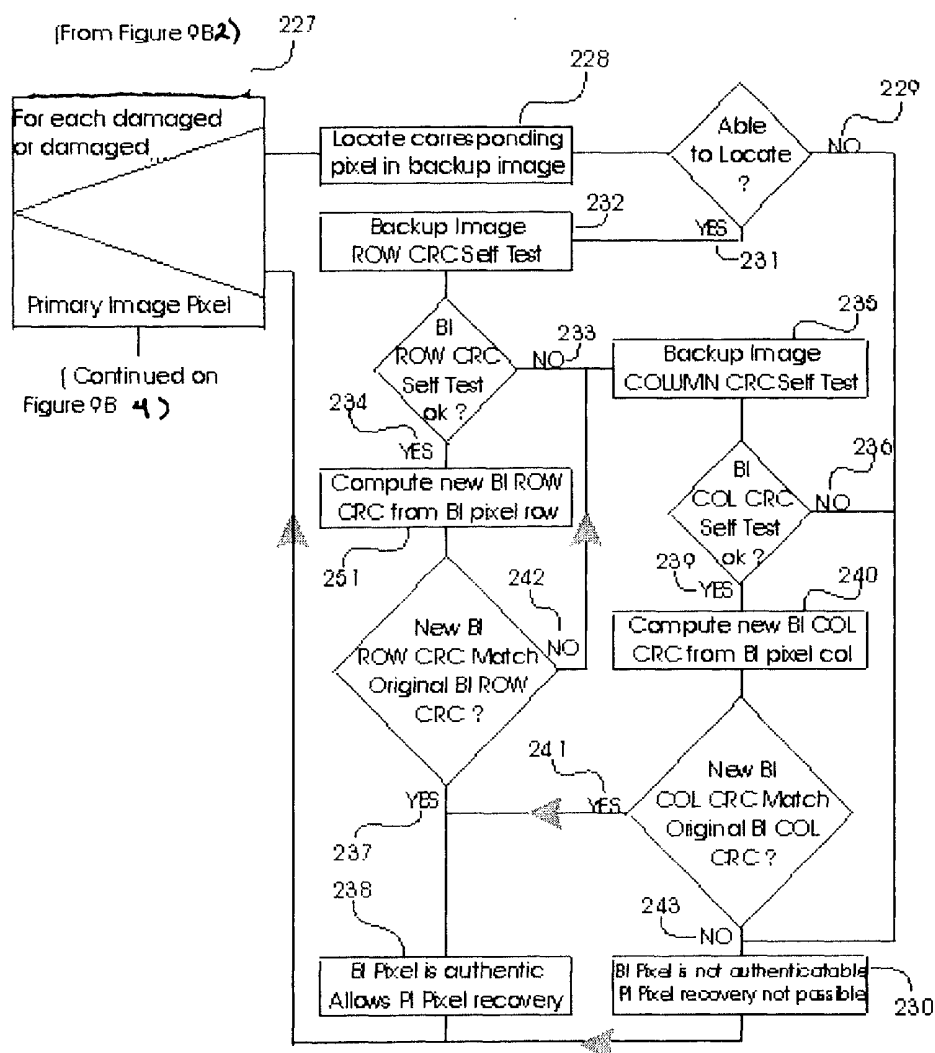 (From Figure 9B2)
227
228
229
For each damaged
or damaged...
Locate corresponding
pixel in backup image
Able
to Locate
?
NO
232
YES
231
Backup Image
ROW CRC Self Test
Primary Image Pixel
( Continued on
Figure 9B 4)
BI
ROW CRC
Self Test
ok ?
233
NO
235
Backup Image
COLUMN CRC Self Test
234
YES
236
BI
COL CRC
Self Test
ok ?
NO
Compute new BI ROW
CRC from BI pixel row
251
239
YES
240
242
NO
Compute new BI COL
CRC from BI pixel col
New BI
ROW CRC Match
Original BI ROW
CRC ?
241
YES
New BI
COL CRC Match
Original BI COL
CRC ?
YES
237
238
243
NO
BI Pixel is authentic
Allows PI Pixel recovery
BI Pixel is not authenticatable
PI Pixel recovery not possible
230